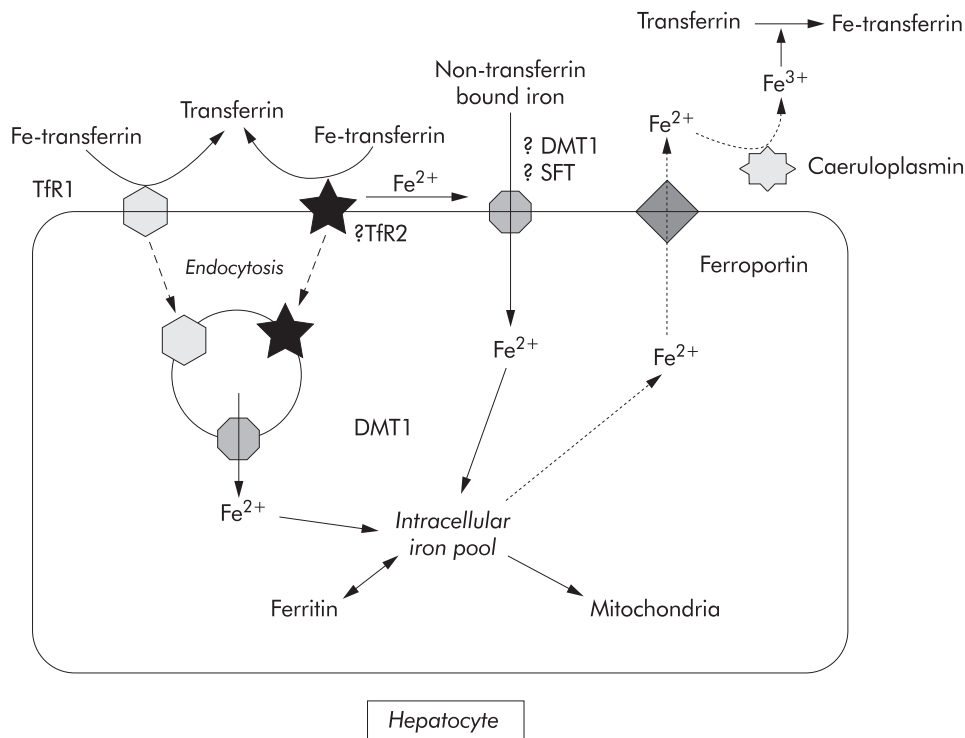 Transferrin
Fe-transferrin
Fe3+
Non-transferrin
bound iron
Fe2+
Caeruloplasmin
Transferrin
Fe-transferrin
Fe-transferrin
? DMT1
? SFT
TfR1
Fe2+
?TfR2
Endocytosis
Ferroportin
Fe2+
Fe2+
DMT1
Fe2+
Intracellular
iron pool
Ferritin
Mitochondria
Hepatocyte